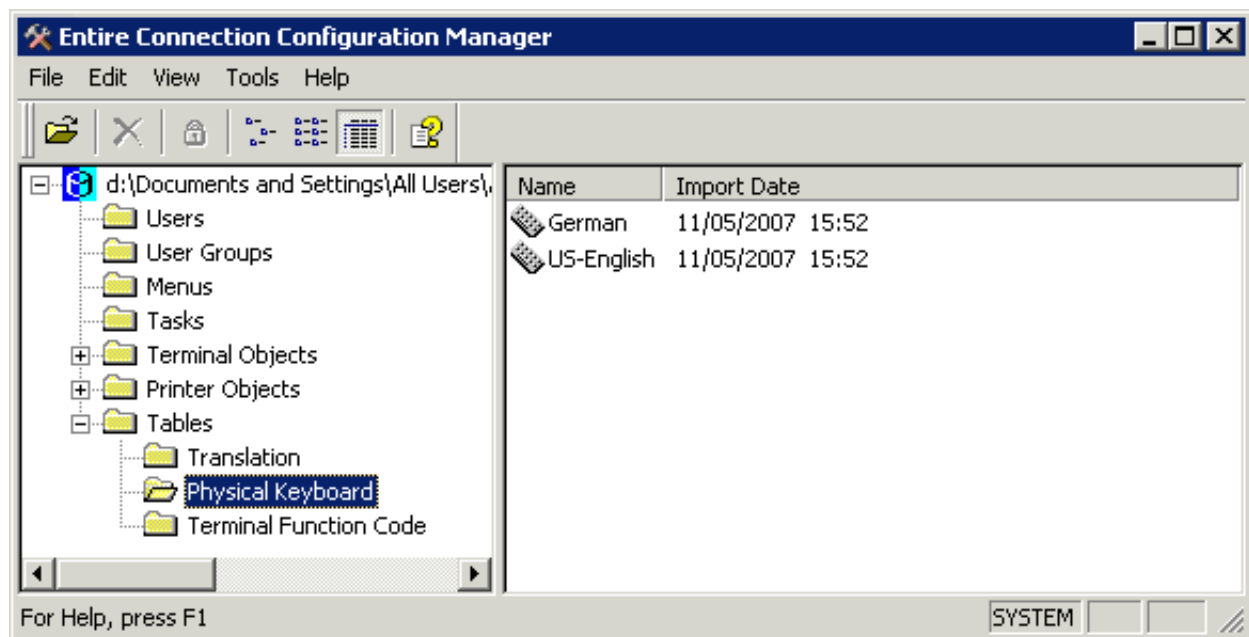 Entire Connection Configuration Manager
File Edit View Tools Help
d:\Documents and Settings\All Users\
Users
User Groups
Menus
Tasks
Terminal Objects
Printer Objects
Tables
Translation
Physical Keyboard
Terminal Function Code
Name Import Date
German 11/05/2007 15:52
US-English 11/05/2007 15:52
For Help, press F1 SYSTEM